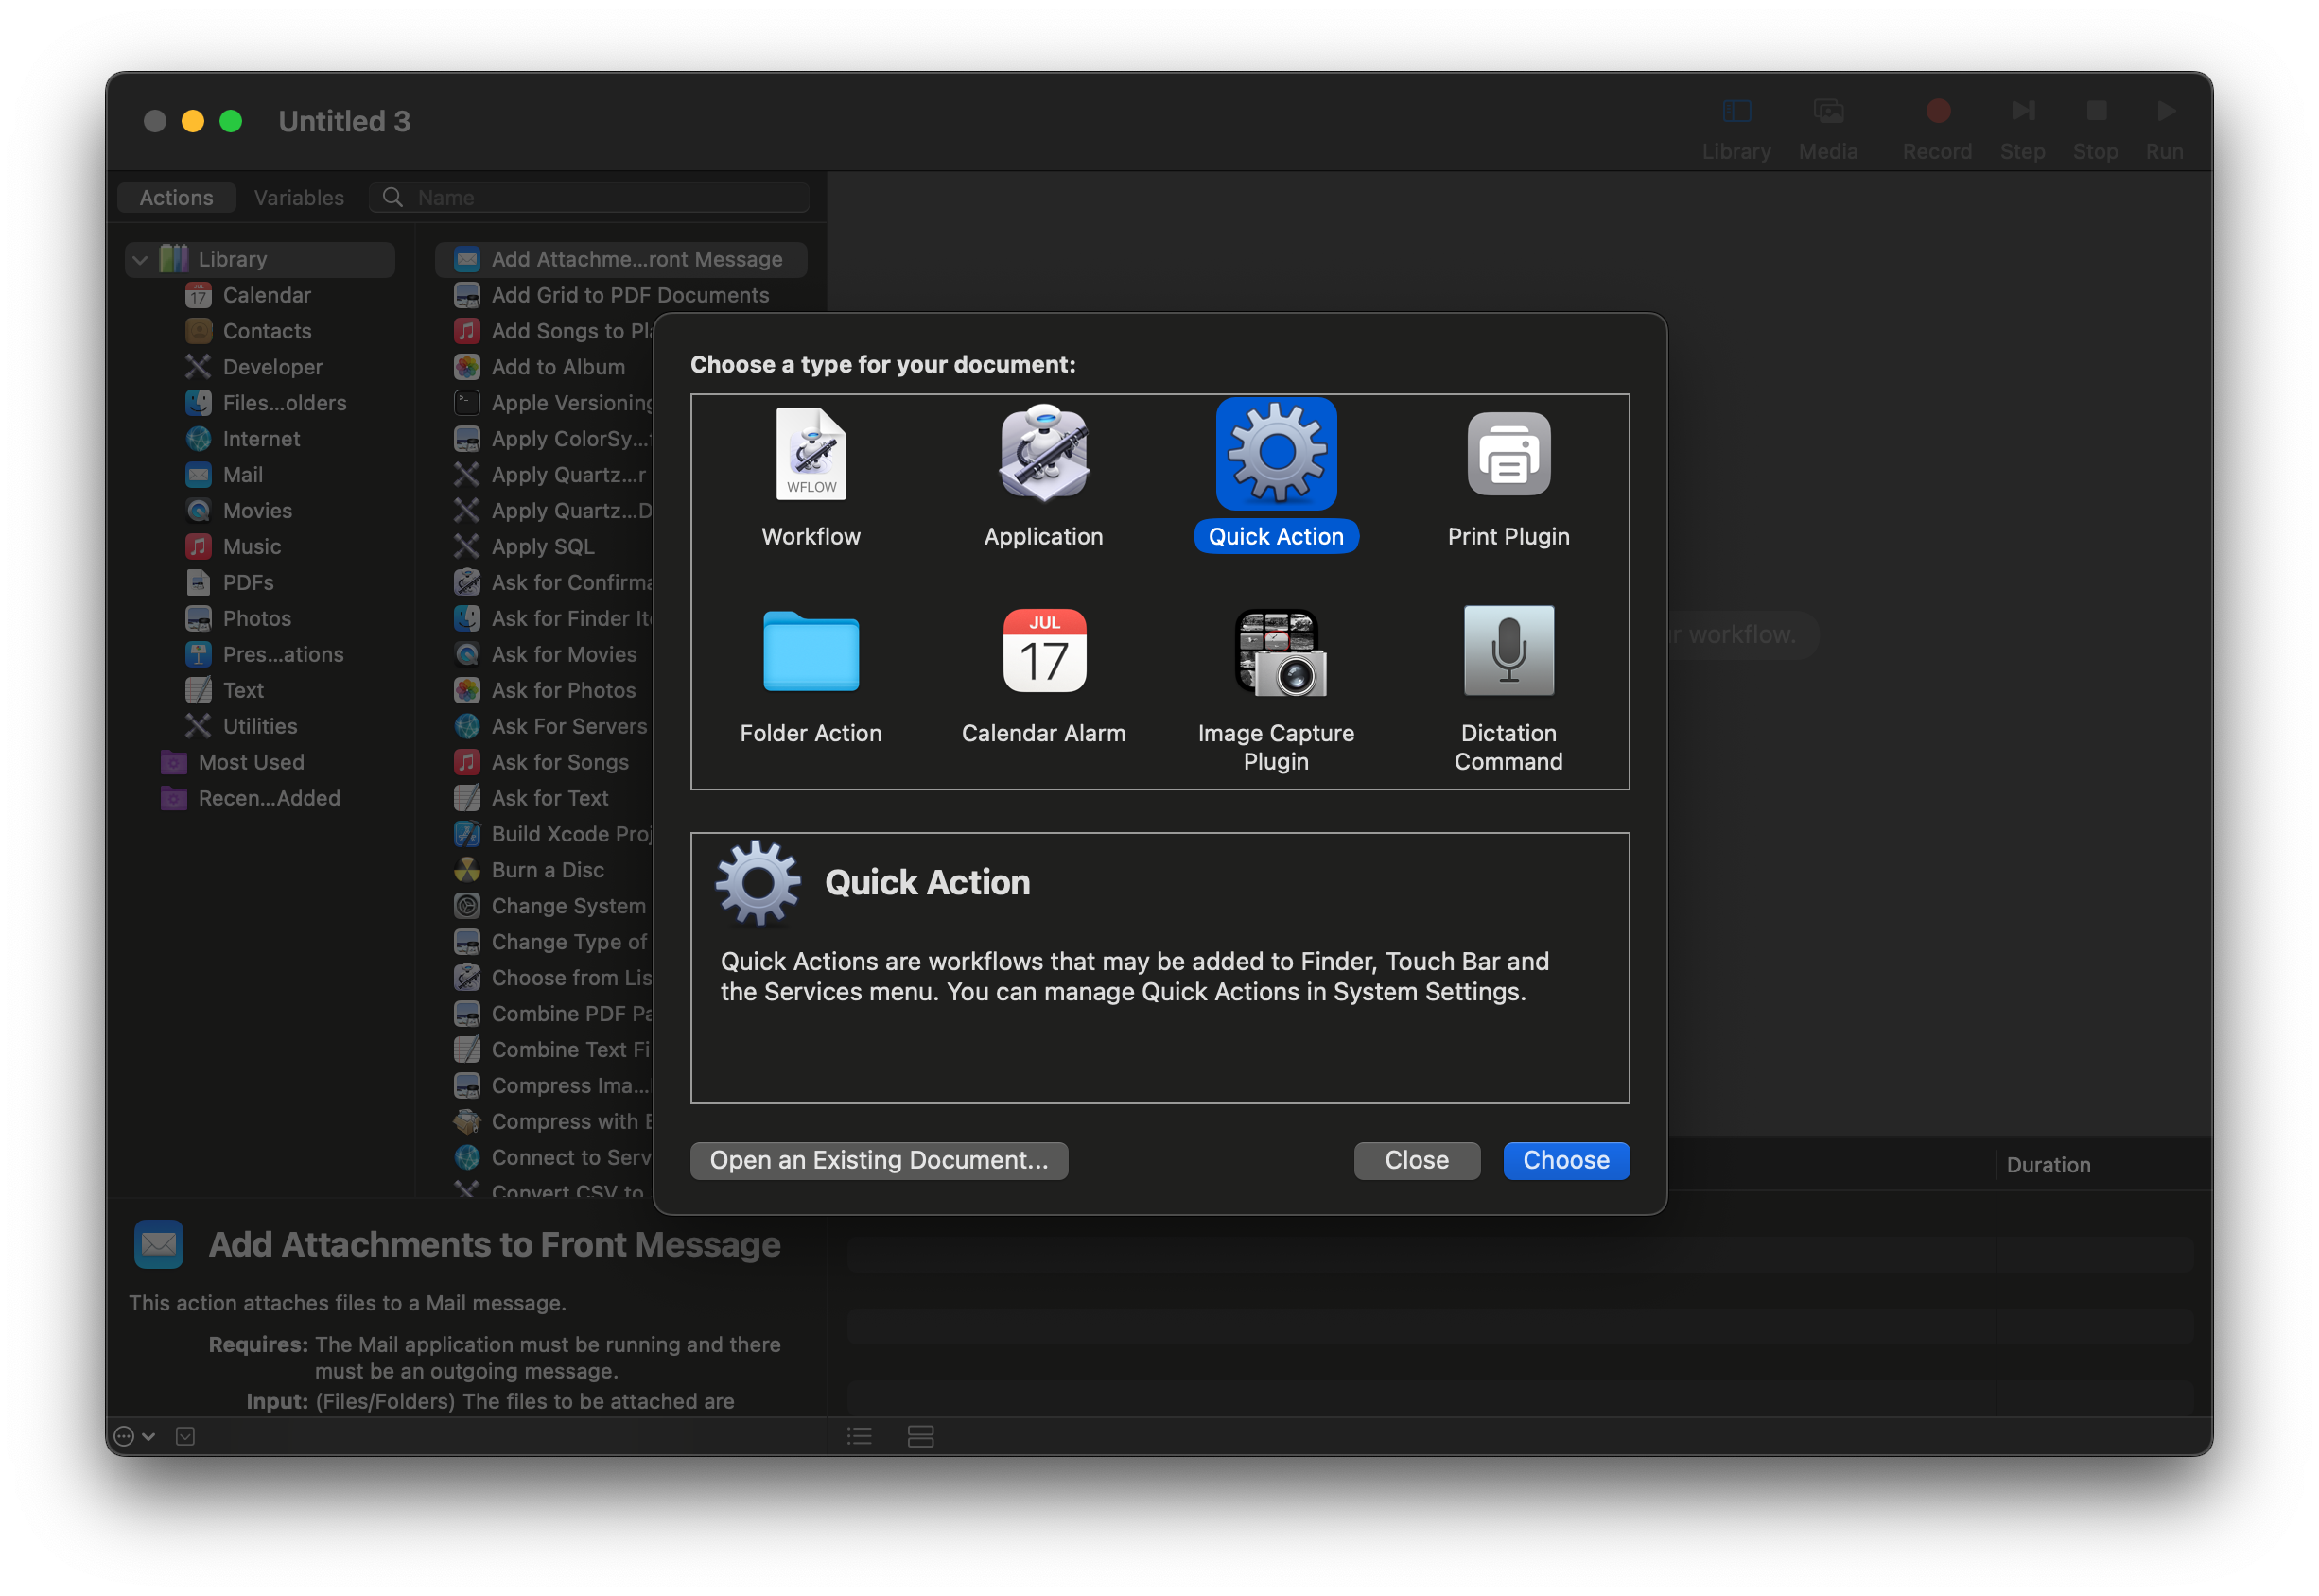 Untitled 3
Library
Media
Record
Step
Stop
Run
Actions
Variables
Name
Library
Calendar
Contacts
Developer
Files...olders
Internet
Mail
Movies
Music
PDFs
Photos
Pres...ations
Text
Utilities
Most Used
Recen...Added
Add Attachme...ront Message
Add Grid to PDF Documents
Add Songs to Pla
Add to Album
Apple Versioning
Apply ColorSy...
Apply Quartz...r
Apply Quartz...D
Apply SQL
Ask for Confirma
Ask for Finder Ite
Ask for Movies
Ask for Photos
Ask For Servers
Ask for Songs
Ask for Text
Build Xcode Proj
Burn a Disc
Change System
Change Type of
Choose from Lis
Combine PDF Pa
Combine Text Fi
Compress Ima...
Compress with B
Connect to Serv
Convert CSV to
Add Attachments to Front Message
This action attaches files to a Mail message.
Requires: The Mail application must be running and there
must be an outgoing message.
Input: (Files/Folders) The files to be attached are
Choose a type for your document:
WFLOW
Workflow
Application
Quick Action
Print Plugin
Folder Action
JUL
17
Calendar Alarm
Image Capture
Plugin
Dictation
Command
Quick Action
Quick Actions are workflows that may be added to Finder, Touch Bar and
the Services menu. You can manage Quick Actions in System Settings.
Open an Existing Document...
Close
Choose
r workflow.
Duration